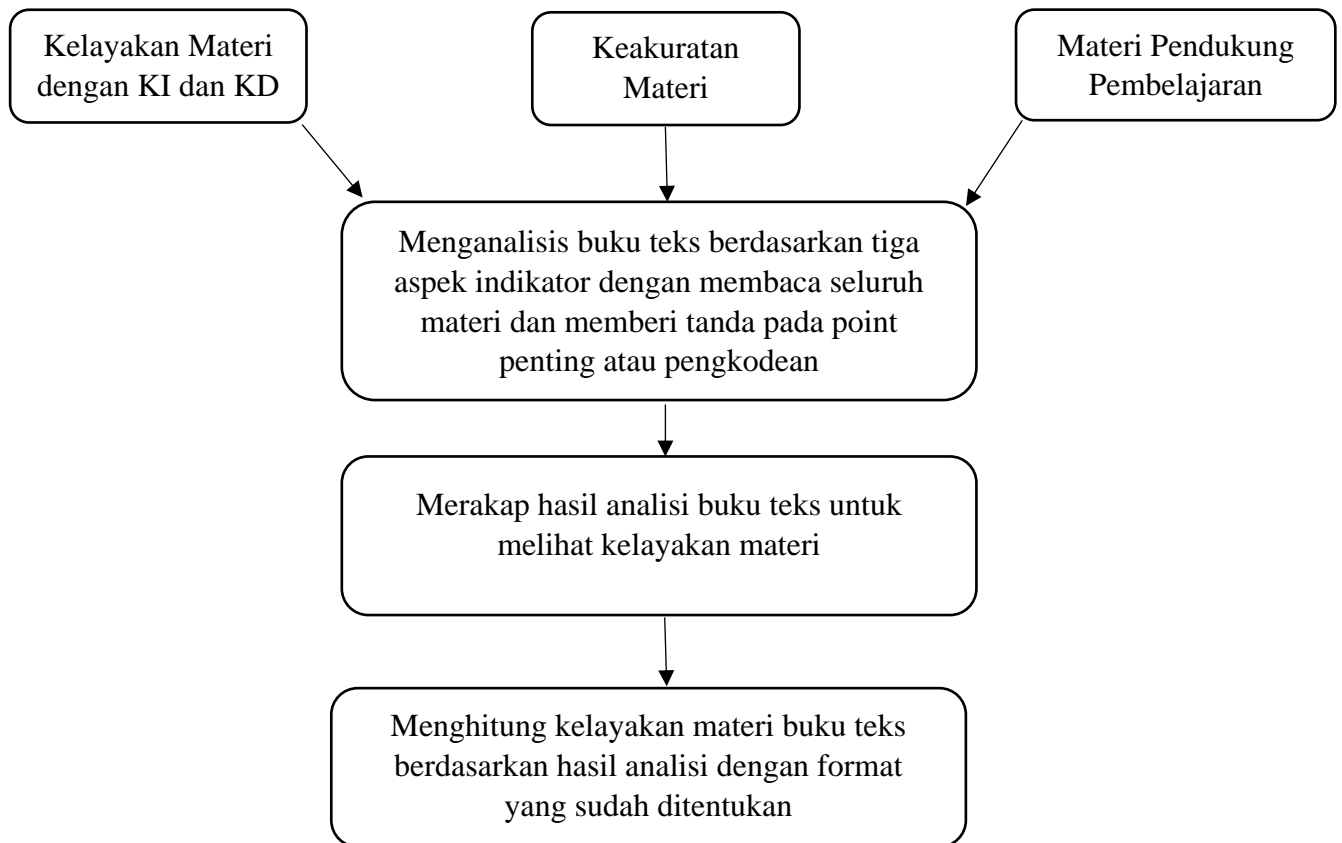 Kelayakan Materi
dengan KI dan KD
Keakuratan
Materi
Materi Pendukung
Pembelajaran
Menganalisis buku teks berdasarkan tiga
aspek indikator dengan membaca seluruh
materi dan memberi tanda pada point
penting atau pengkodean
Merakap hasil analisi buku teks untuk
melihat kelayakan materi
Menghitung kelayakan materi buku teks
berdasarkan hasil analisi dengan format
yang sudah ditentukan